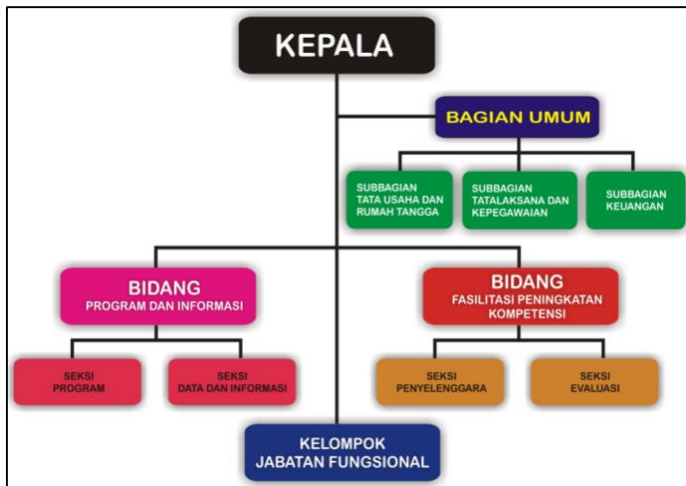 KEPALA
BAGIAN UMUM
SUBBAGIAN
TATA USAHA DAN
RUMAH TANGGA
SUBBAGIAN
TATALAKSANA DAN
KEPEGAWAIAN
SUBBAGIAN
KEUANGAN
BIDANG
PROGRAM DAN INFORMASI
BIDANG
FASILITASI PENINGKATAN
KOMPETENSI
SEKSI
PROGRAM
SEKSI
DATA DAN INFORMASI
SEKSI
PENYELENGGARA
SEKSI
EVALUASI
KELOMPOK
JABATAN FUNGSIONAL